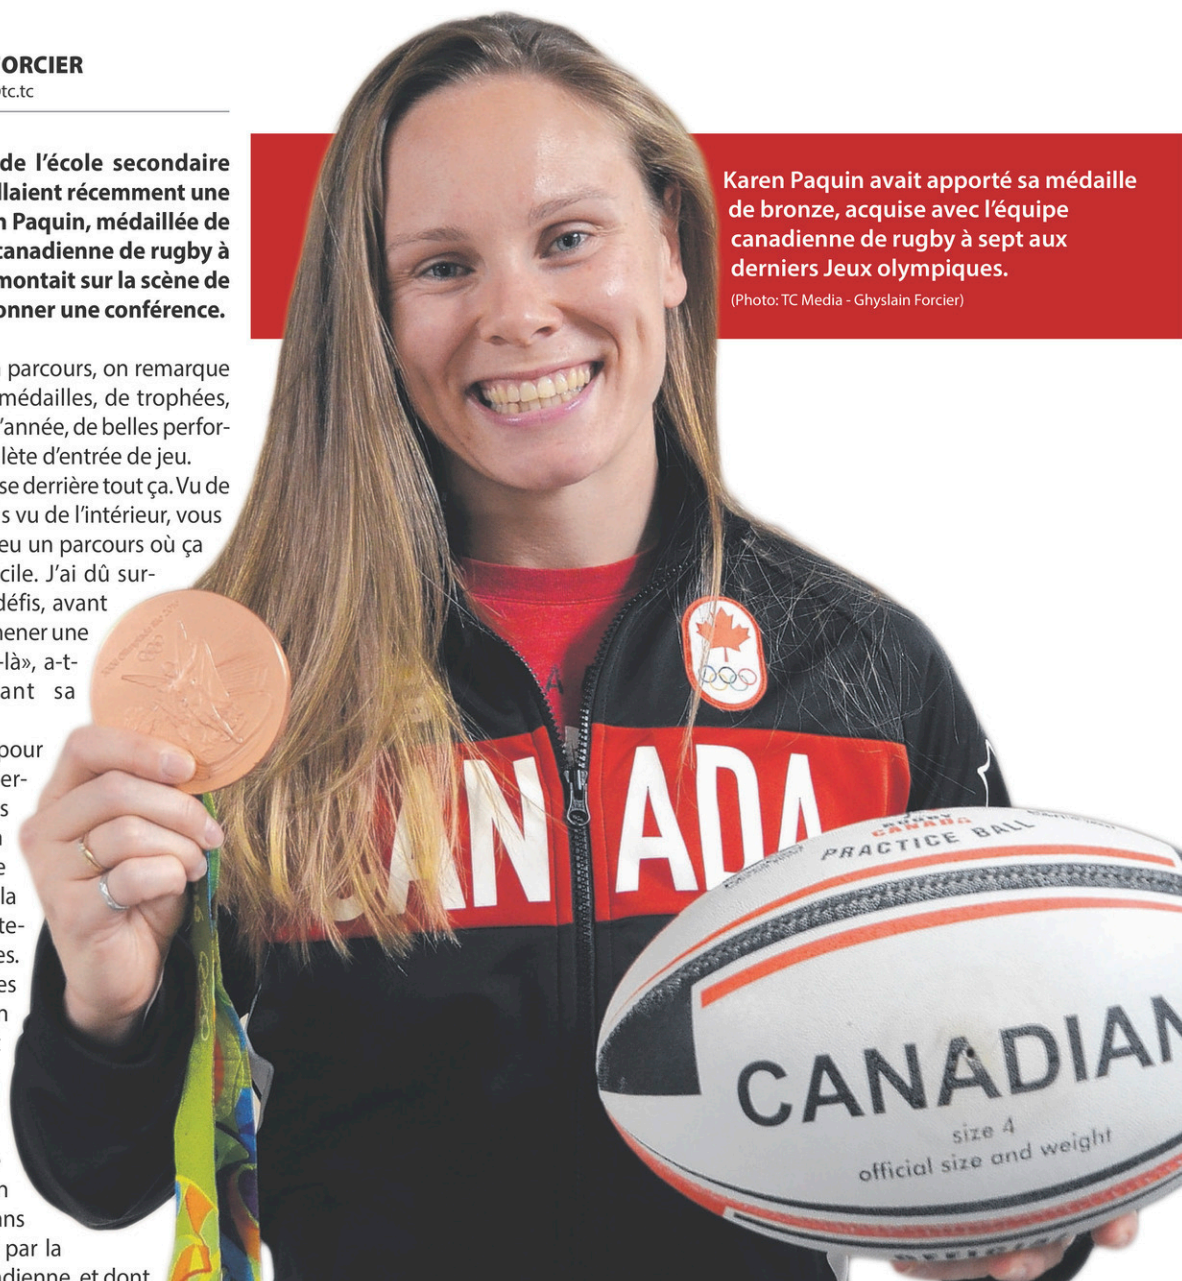 ORCIER
tc.tc
de l'école secondaire
llaient récemment une
n Paquin, médaillée de
canadienne de rugby à
montait sur la scène de
onner une conférence.
parcours, on remarque
médailles, de trophées,
'année, de belles perfor-
lète d'entrée de jeu.
se derrière tout ça. Vu de
s vu de l'intérieur, vous
eu un parcours où ça
cile. J'ai dû sur-
défis, avant
mener une
-là», a-t-
ant sa
pour
er-
s
e
la
te-
es.
es
n
n
ans
par la
adienne, et dont
Karen Paquin avait apporté sa médaille
de bronze, acquise avec l'équipe
canadienne de rugby à sept aux
derniers Jeux olympiques.
(Photo: TC Media - Ghyslain Forcier)
CANADA
RUGBY
CANADA
PRACTICE BALL
CANADIAN
size 4
official size and weight
OFFICIAL